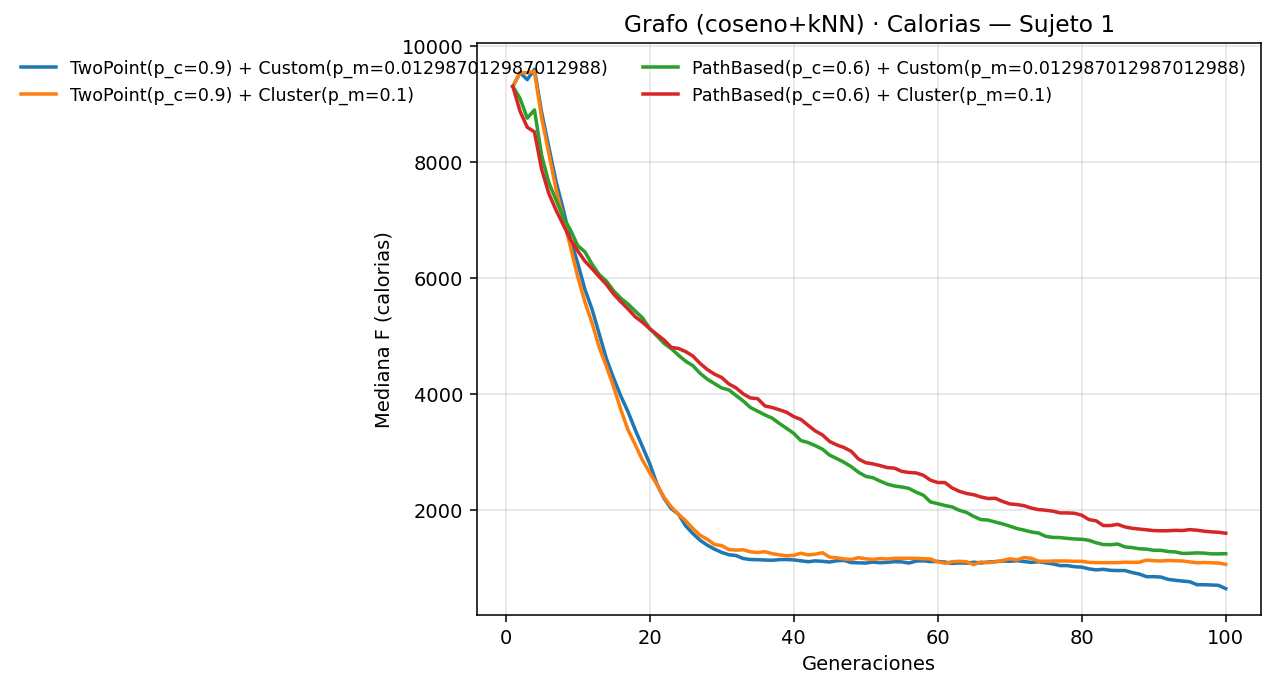 Grafo (coseno+kNN) · Calorias — Sujeto 1
TwoPoint(p_c=0.9) + Custom(p_m=0.012987012987012988)
TwoPoint(p_c=0.9) + Cluster(p_m=0.1)
PathBased(p_c=0.6) + Custom(p_m=0.012987012987012988)
PathBased(p_c=0.6) + Cluster(p_m=0.1)
Mediana F (calorias)
10000
8000
6000
4000
2000
0
20
40
60
80
100
Generaciones